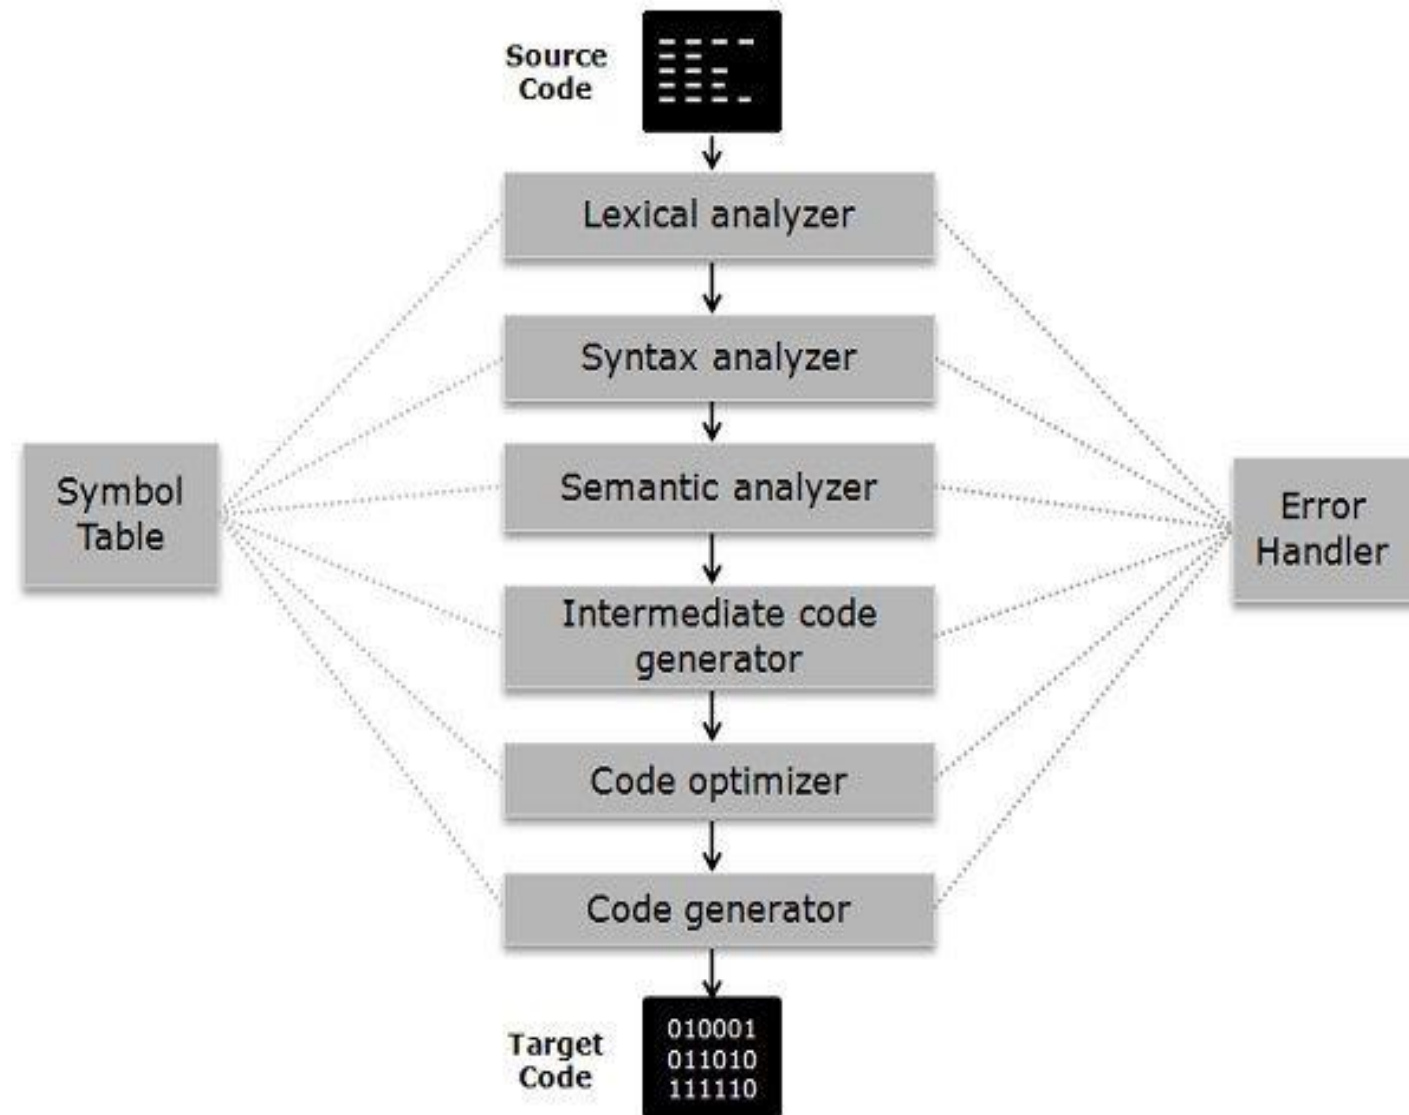 Source
Code
Lexical analyzer
Syntax analyzer
Symbol
Table
Semantic analyzer
Error
Handler
Intermediate code
generator
Code optimizer
Code generator
Target
Code
010001
011010
111110